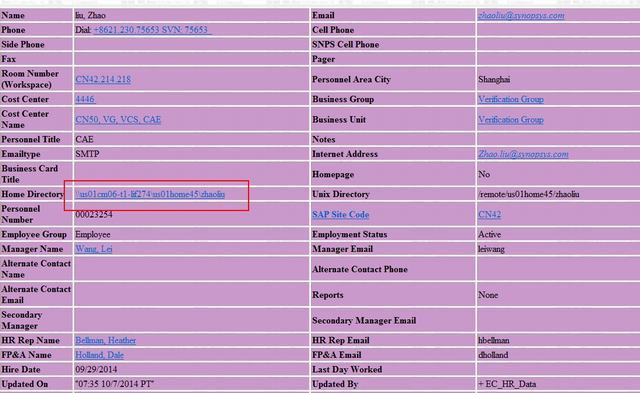 Name liu, Zhao Email zhaoliu@synopsys.com
Phone Dial: +8621.230.75653 SVN: 75653 Cell Phone
Side Phone SNPS Cell Phone
Fax Pager
Room Number (Workspace) CN42.214.218 Personnel Area City Shanghai
Cost Center 4446 Business Group Verification Group
Cost Center Name CN50, VG, VCS, CAE Business Unit Verification Group
Personnel Title CAE Notes
Emailtype SMTP Internet Address Zhao.liu@synopsys.com
Business Card Title Homepage No
Home Directory \\us01cm06-t1-lif274\us01home45\zhaoliu Unix Directory /remote/us01home45/zhaoliu
Personnel Number 00023254 SAP Site Code CN42
Employee Group Employee Employment Status Active
Manager Name Wang, Lei Manager Email leiwang
Alternate Contact Name Alternate Contact Phone
Alternate Contact Email Reports None
Secondary Manager Secondary Manager Email
HR Rep Name Bellman, Heather HR Rep Email hbellman
FP&A Name Holland, Dale FP&A Email dholland
Hire Date 09/29/2014 Last Day Worked
Updated On "07:35 10/7/2014 PT" Updated By + EC_HR_Data